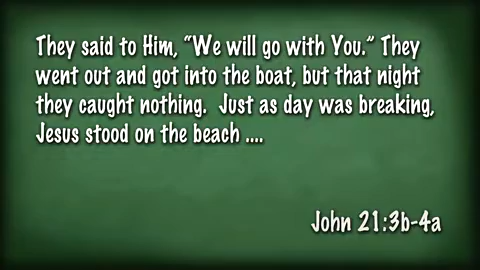 They said to Him, “We will go with You.” They
went out and got into the boat, but that night
they caught nothing.  Just as day was breaking,
Jesus stood on the beach ....
John 21:3b-4a